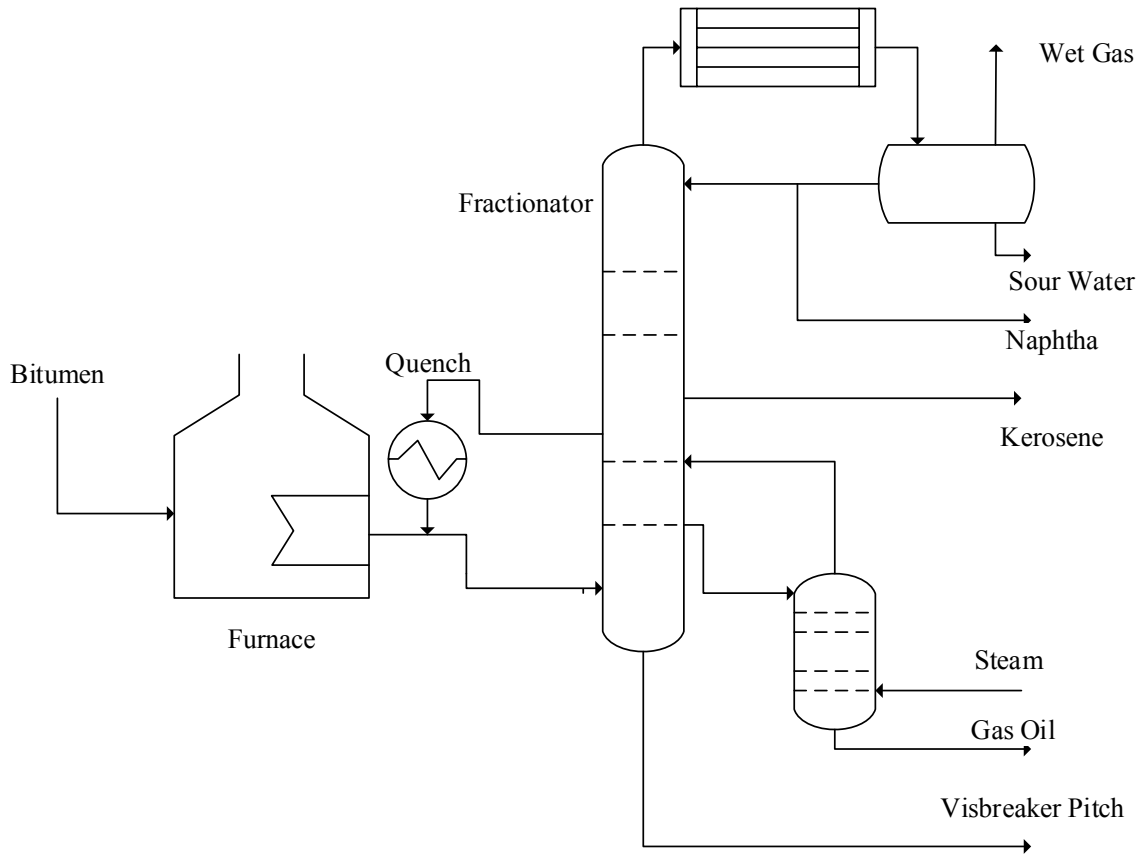 Wet Gas
Fractionator
Sour Water
Naphtha
Quench
Bitumen
Kerosene
Furnace
Steam
Gas Oil
Visbreaker Pitch